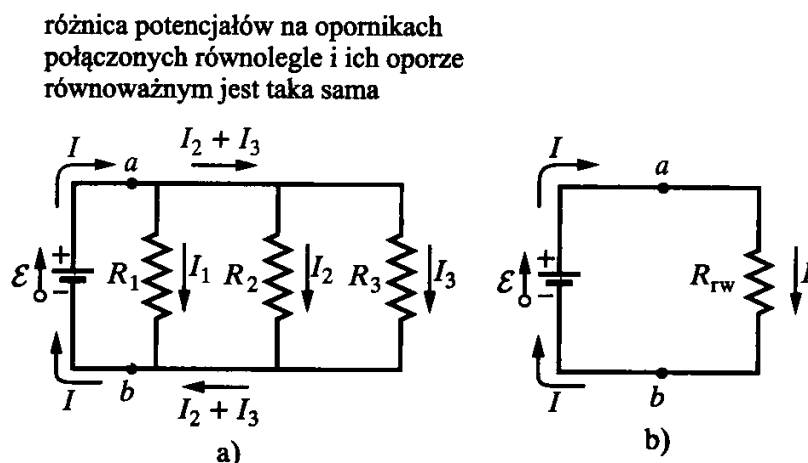 różnica potencjałów na opornikach
połączonych równolegle i ich oporze
równoważnym jest taka sama
I
a
I₂ + I₃
ℰ
+
−
R₁
I₁
R₂
I₂
R₃
I₃
I
b
I₂ + I₃
a)
I
a
ℰ
+
−
Rrw
I
I
b
b)